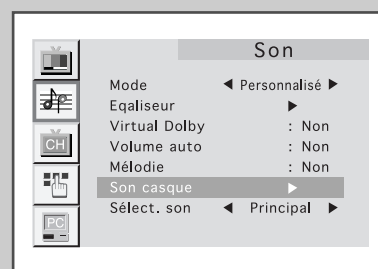 Son
Mode ◀ Personnalisé ▶
Eqaliseur ▶
Virtual Dolby : Non
Volume auto : Non
Mélodie : Non
Son casque ▶
Sélect. son ◀ Principal ▶
CH
PC